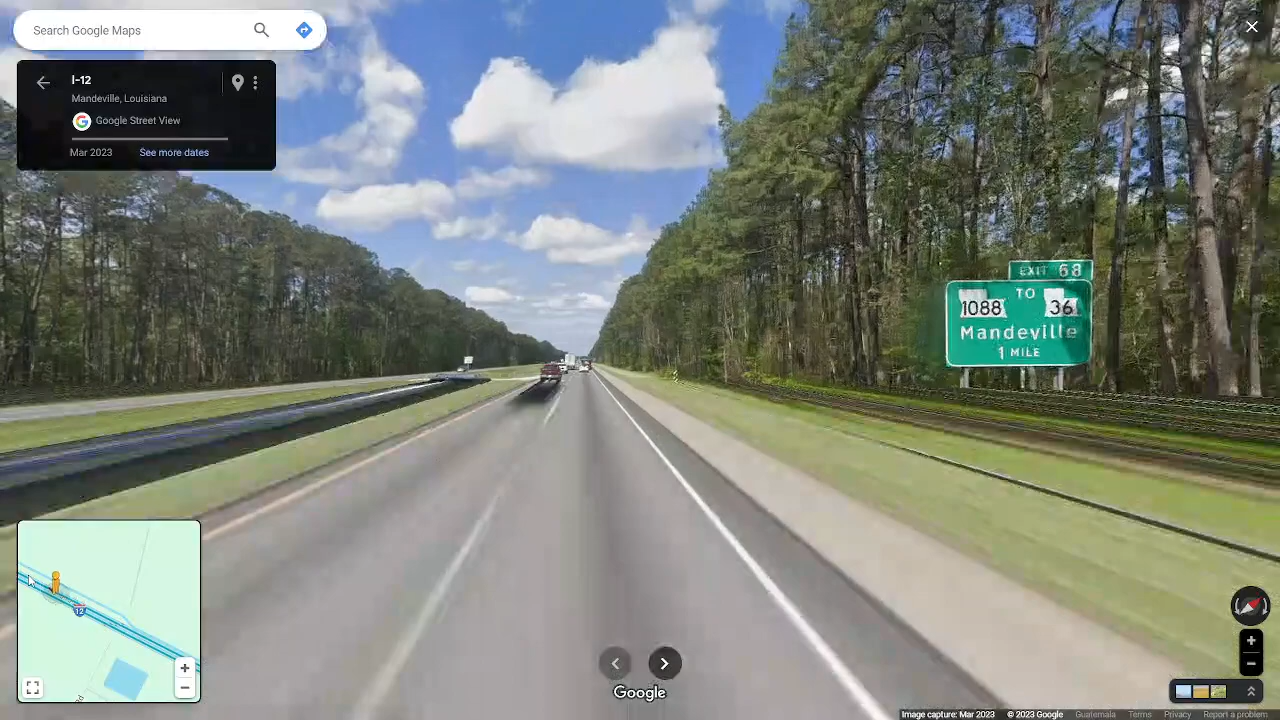 Search Google Maps
I-12
Mandeville, Louisiana
Google Street View
Mar 2023 See more dates
EXIT 68
TO
1088 36
Mandeville
1 MILE
12
Google
Image capture: Mar 2023 © 2023 Google Guatemala Terms Privacy Report a problem